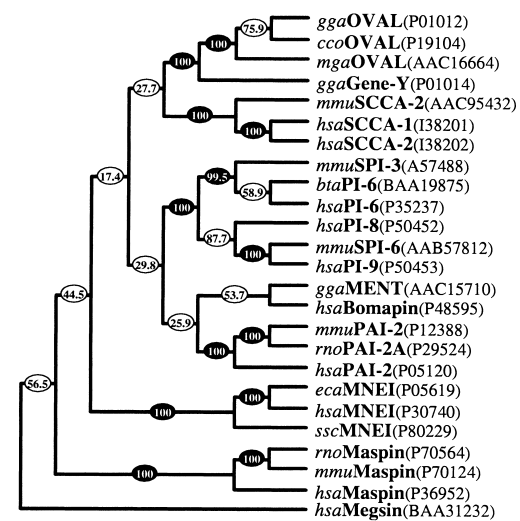 ggaOVAL(P01012)
75.9
ccoOVAL(P19104)
100
mgaOVAL(AAC16664)
100
ggaGene-Y(P01014)
27.7
mmuSCCA-2(AAC95432)
100
hsaSCCA-1(I38201)
100
hsaSCCA-2(I38202)
mmuSPI-3(A57488)
17.4
99.5
btaPI-6(BAA19875)
58.9
hsaPI-6(P35237)
100
hsaPI-8(P50452)
87.7
mmuSPI-6(AAB57812)
100
hsaPI-9(P50453)
29.8
ggaMENT(AAC15710)
44.5
53.7
hsaBomapin(P48595)
25.9
mmuPAI-2(P12388)
100
rnoPAI-2A(P29524)
100
hsaPAI-2(P05120)
56.5
ecaMNEI(P05619)
100
hsaMNEI(P30740)
100
sscMNEI(P80229)
rnoMaspin(P70564)
100
mmuMaspin(P70124)
100
hsaMaspin(P36952)
hsaMegsin(BAA31232)